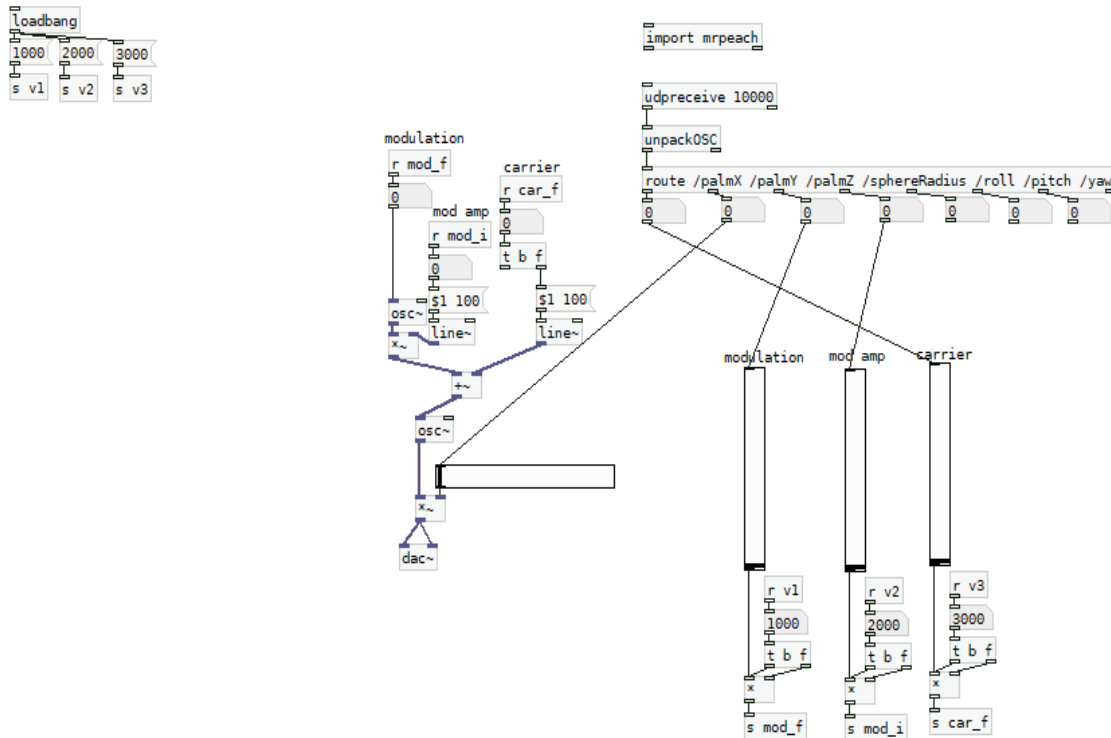 loadbang
1000
2000
3000
s v1
s v2
s v3
import mrpeach
udpreceive 10000
unpackOSC
route /palmX /palmY /palmZ /sphereRadius /roll /pitch /yaw
0
0
0
0
0
0
0
modulation
r mod_f
0
carrier
r car_f
0
mod amp
r mod_i
0
t b f
$1 100
$1 100
osc~
line~
line~
*~
+~
osc~
*~
dac~
modulation
mod amp
carrier
r v1
r v2
r v3
1000
2000
3000
t b f
t b f
t b f
*
*
*
s mod_f
s mod_i
s car_f